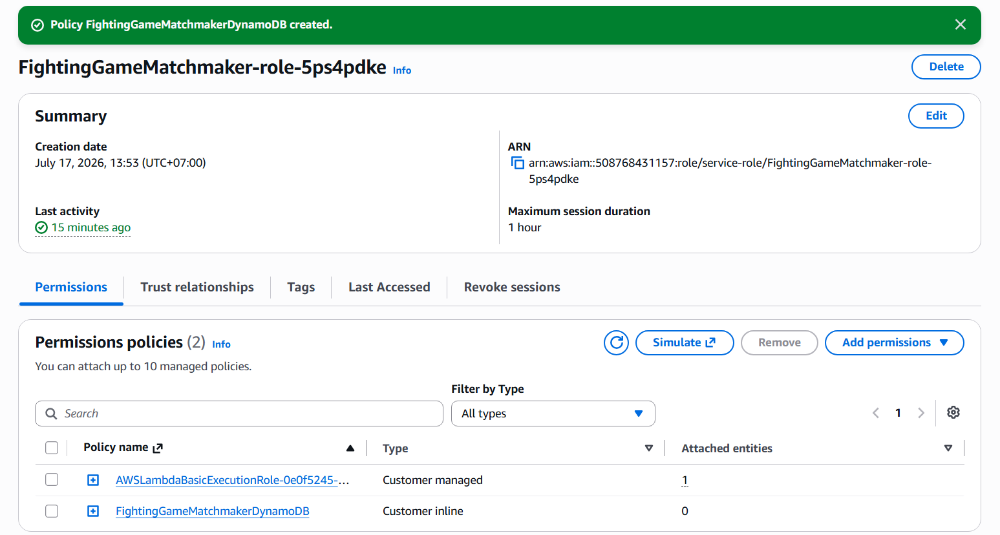 Policy FightingGameMatchmakerDynamoDB created.
FightingGameMatchmaker-role-5ps4pdke Info
Delete
Summary
Edit
Creation date
July 17, 2026, 13:53 (UTC+07:00)
ARN
arn:aws:iam::508768431157:role/service-role/FightingGameMatchmaker-role-
5ps4pdke
Last activity
15 minutes ago
Maximum session duration
1 hour
Permissions
Trust relationships
Tags
Last Accessed
Revoke sessions
Permissions policies (2) Info
Simulate
Remove
Add permissions
You can attach up to 10 managed policies.
Filter by Type
Search
All types
1
Policy name
Type
Attached entities
AWSLambdaBasicExecutionRole-0e0f5245-...
Customer managed
1
FightingGameMatchmakerDynamoDB
Customer inline
0